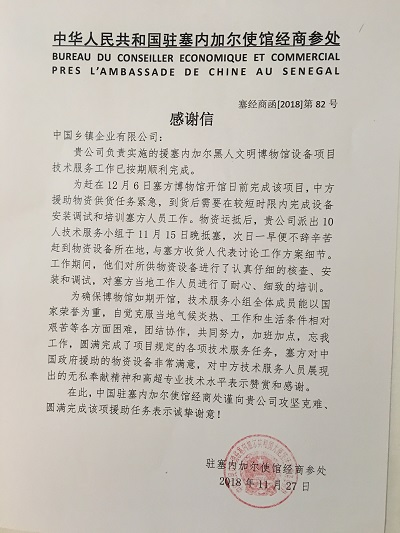 中华人民共和国驻塞内加尔使馆经商参处
BUREAU DU CONSEILLER ECONOMIQUE ET COMMERCIAL
PRES L'AMBASSADE DE CHINE AU SENEGAL
塞经商函[2018]第 82 号
感谢信
中国乡镇企业有限公司：
贵公司负责实施的援塞内加尔黑人文明博物馆设备项目
技术服务工作已按期顺利完成。
为赶在 12 月 6 日塞方博物馆开馆日前完成该项目，中方
援助物资供货任务紧急，到货后需要在较短时限内完成设备
安装调试和培训塞方人员工作。物资运抵后，贵公司派出 10
人技术服务小组于 11 月 15 日晚抵塞，次日一早便不辞辛苦
赶到物资设备所在地，与塞方收货人代表讨论工作方案细节。
工作期间，他们对所供物资设备进行了认真仔细的核查、安
装和调试，对塞方当地工作人员进行了耐心、细致的培训。
为确保博物馆如期开馆，技术服务小组全体成员能以国
家荣誉为重，自觉克服当地气候炎热、工作和生活条件相对
艰苦等各方面困难，团结协作，共同努力，加班加点，忘我
工作，圆满完成了项目规定的各项技术服务任务，塞方对中
国政府援助的物资设备非常满意，对中方技术服务人员展现
出的无私奉献精神和高超专业技术水平表示赞赏和感谢。
在此，中国驻塞内加尔使馆经商处谨向贵公司攻坚克难、
圆满完成该项援助任务表示诚挚谢意！
驻塞内加尔使馆经商参处
2018 年 11 月 27 日